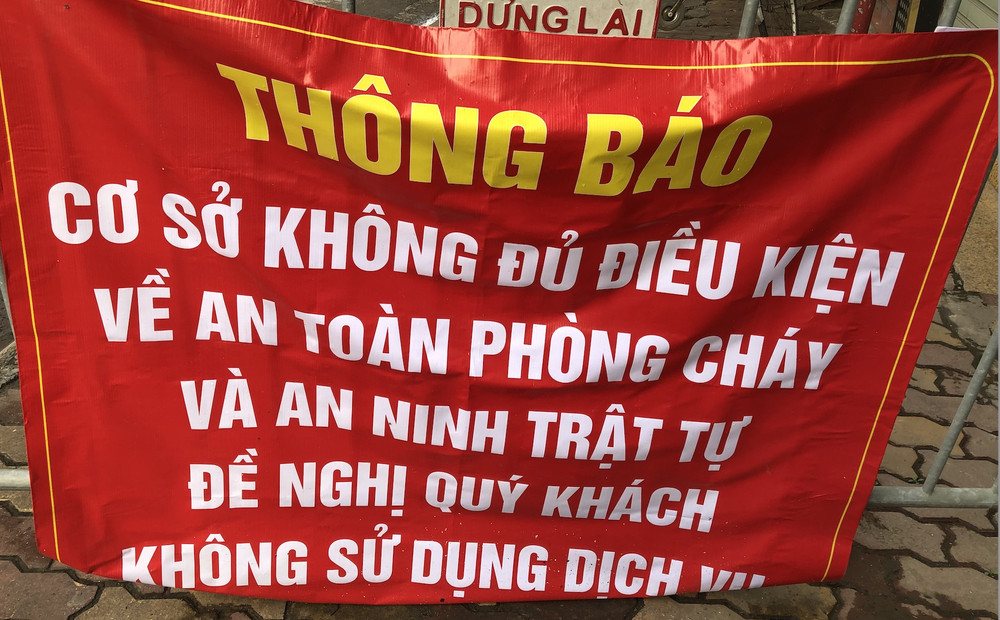 DỪNG LẠI
THÔNG BÁO
CƠ SỞ KHÔNG ĐỦ ĐIỀU KIỆN
VỀ AN TOÀN PHÒNG CHÁY
VÀ AN NINH TRẬT TỰ
ĐỀ NGHỊ QUÝ KHÁCH
KHÔNG SỬ DỤNG DỊCH VỤ